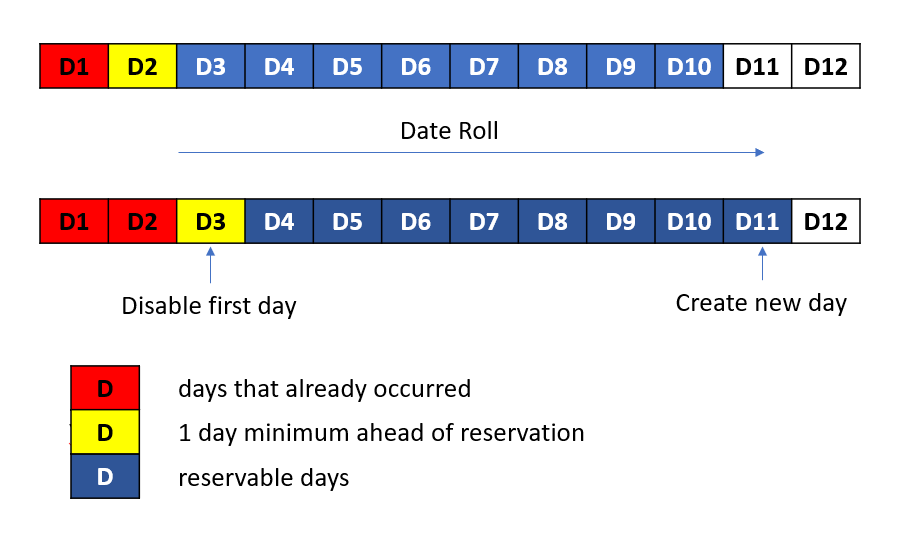 D1 D2 D3 D4 D5 D6 D7 D8 D9 D10 D11 D12
Date Roll
D1 D2 D3 D4 D5 D6 D7 D8 D9 D10 D11 D12
Disable first day
Create new day
D days that already occurred
D 1 day minimum ahead of reservation
D reservable days